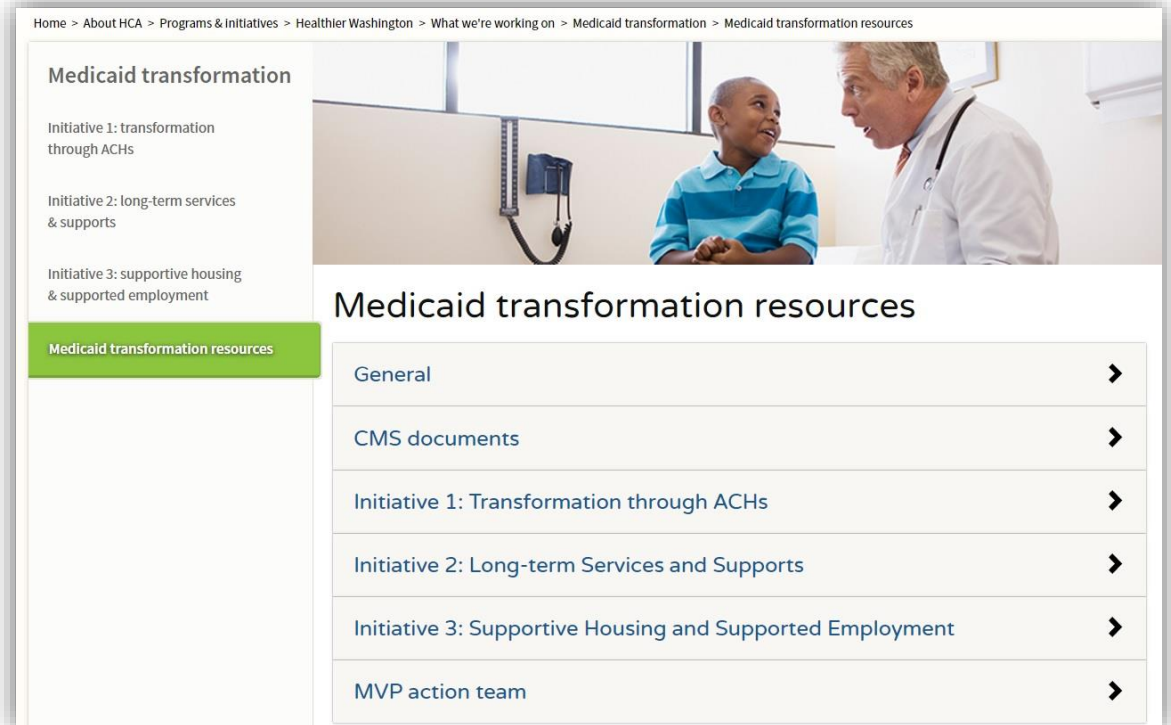 Home > About HCA > Programs & initiatives > Healthier Washington > What we're working on > Medicaid transformation > Medicaid transformation resources
Medicaid transformation
Initiative 1: transformation
through ACHs
Initiative 2: long-term services
& supports
Initiative 3: supportive housing
& supported employment
Medicaid transformation resources
Medicaid transformation resources
General
CMS documents
Initiative 1: Transformation through ACHs
Initiative 2: Long-term Services and Supports
Initiative 3: Supportive Housing and Supported Employment
MVP action team